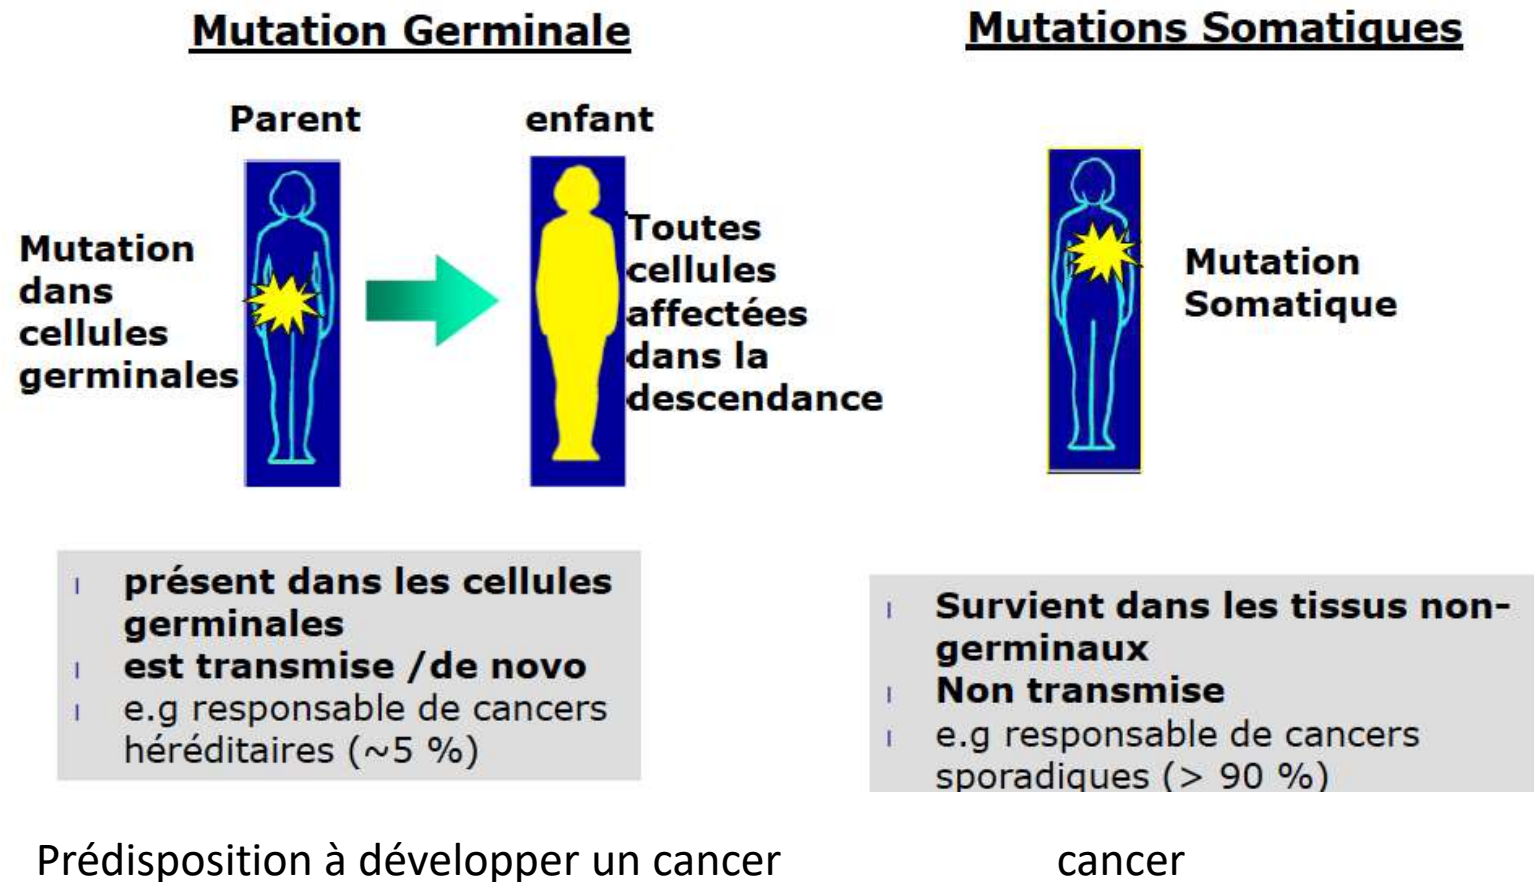 Mutation Germinale
Parent
enfant
Mutation
dans
cellules
germinales
Toutes
cellules
affectées
dans la
descendance
présent dans les cellules
germinales
est transmise /de novo
e.g responsable de cancers
héréditaires (~5 %)
Prédisposition à développer un cancer
Mutations Somatiques
Mutation
Somatique
Survient dans les tissus non-
germinaux
Non transmise
e.g responsable de cancers
sporadiques (> 90 %)
cancer